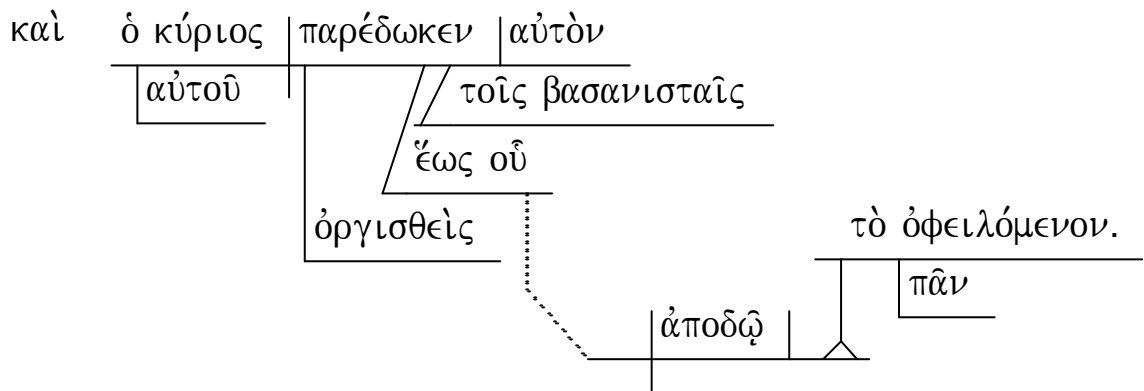 καὶ ὁ κύριος παρέδωκεν αὐτὸν
αὐτοῦ τοῖς βασανισταῖς
ἕως οὗ
ὀργισθεὶς τὸ ὀφειλόμενον.
πᾶν
ἀποδῷ